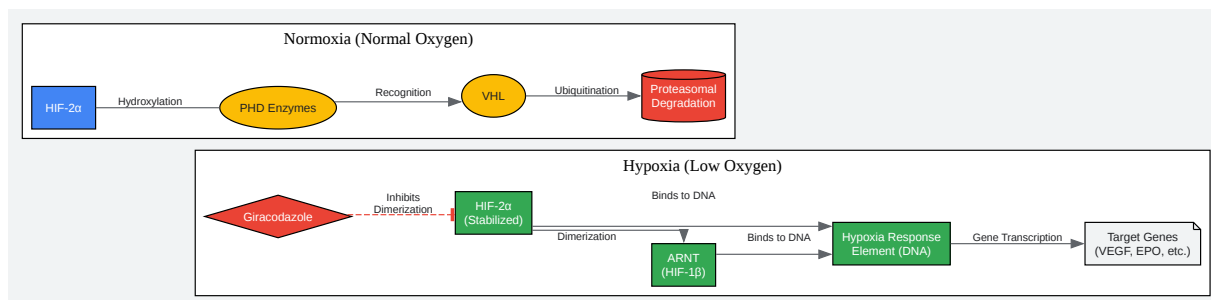 Normoxia (Normal Oxygen)
HIF-2α
Hydroxylation
PHD Enzymes
Recognition
VHL
Ubiquitination
Proteasomal
Degradation
Hypoxia (Low Oxygen)
Giracodazole
Inhibits
Dimerization
HIF-2α
(Stabilized)
Binds to DNA
Dimerization
ARNT
(HIF-1β)
Binds to DNA
Hypoxia Response
Element (DNA)
Gene Transcription
Target Genes
(VEGF, EPO, etc.)